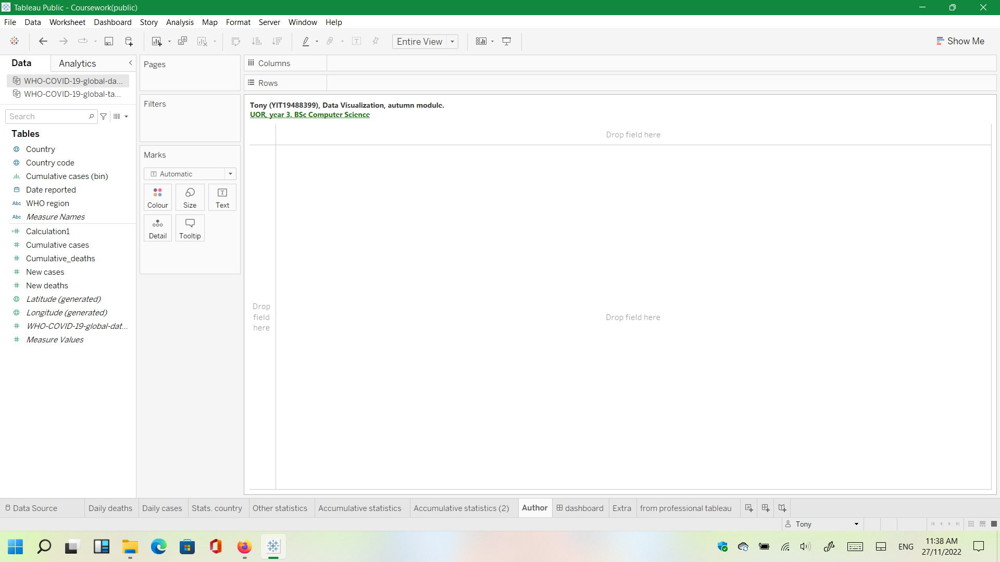 Tableau Public - Coursework(public)
File Data Worksheet Dashboard Story Analysis Map Format Server Window Help
Entire View
Show Me
Data Analytics
WHO-COVID-19-global-da...
WHO-COVID-19-global-ta...
Search
Tables
Country
Country code
Cumulative cases (bin)
Date reported
Abc WHO region
Abc Measure Names
Calculation1
Cumulative cases
Cumulative_deaths
New cases
New deaths
Latitude (generated)
Longitude (generated)
WHO-COVID-19-global-dat...
Measure Values
Pages
Filters
Marks
Automatic
Colour Size Text
Detail Tooltip
Columns
Rows
Tony (YIT19488399), Data Visualization, autumn module.
UOR, year 3. BSc Computer Science
Drop field here
Drop
field
here
Drop field here
Data Source Daily deaths Daily cases Stats. country Other statistics Accumulative statistics Accumulative statistics (2) Author dashboard Extra from professional tableau
Tony
ENG
11:38 AM
27/11/2022